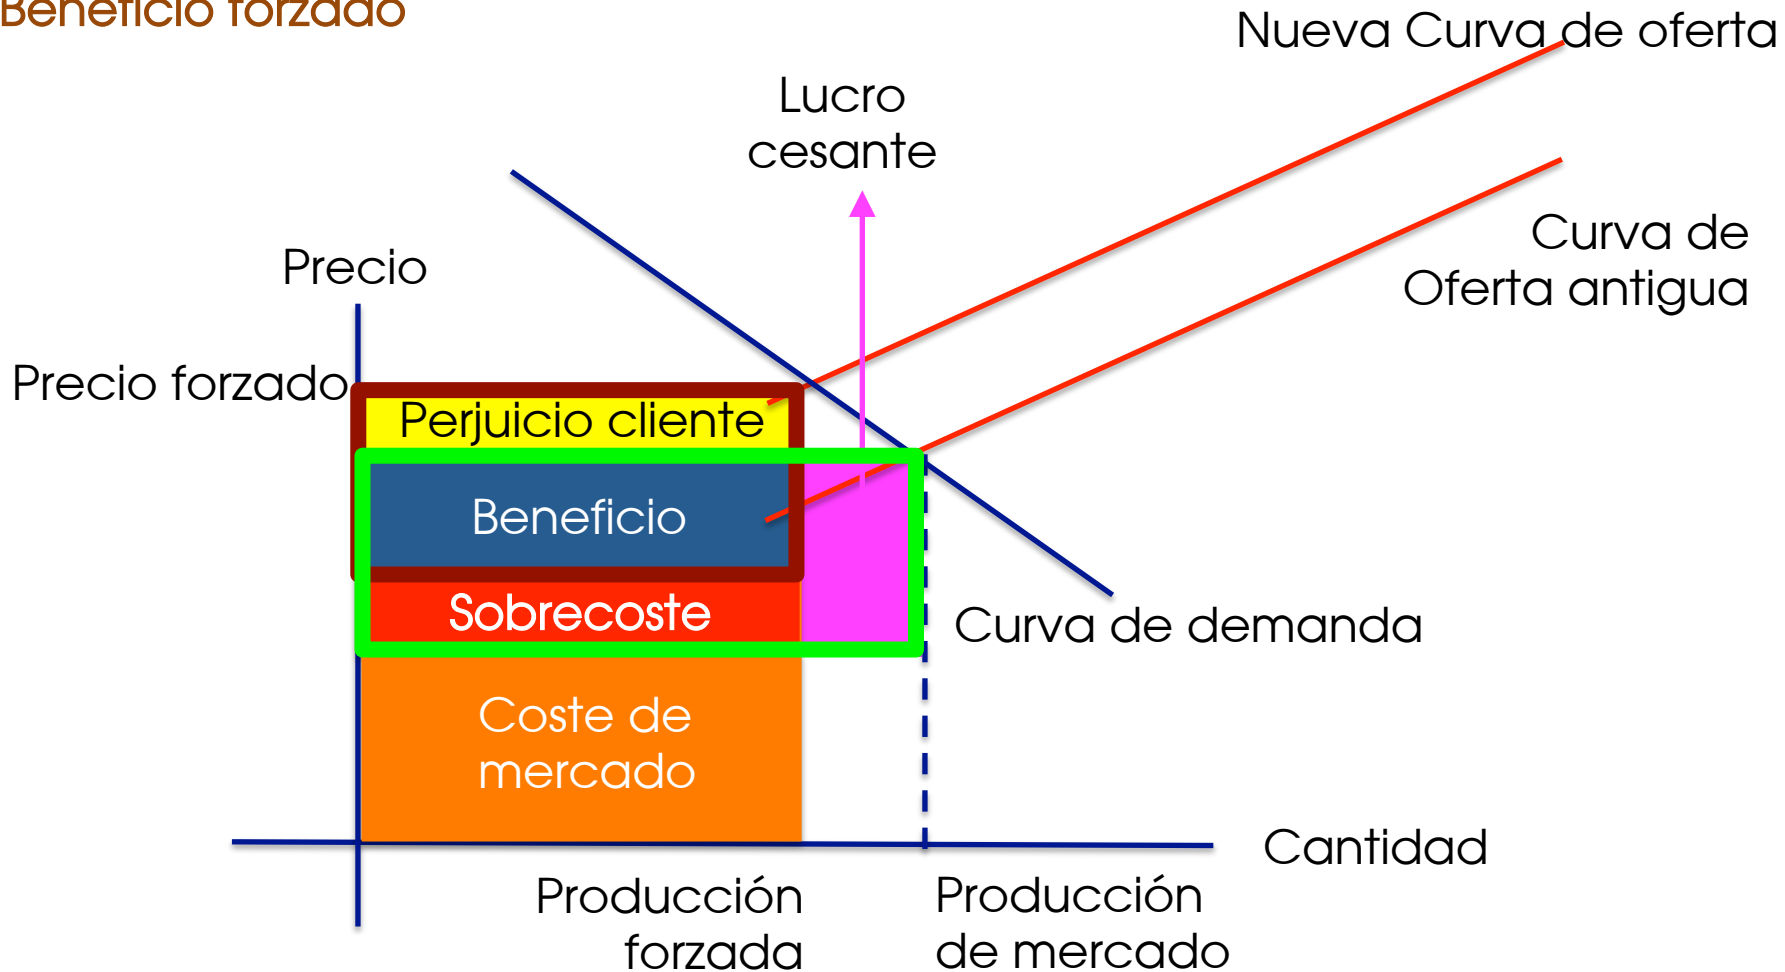 Beneficio forzado
Nueva Curva de oferta
Lucro
cesante
Curva de
Oferta antigua
Precio
Precio forzado
Perjuicio cliente
Beneficio
Sobrecoste
Curva de demanda
Coste de
mercado
Cantidad
Producción
forzada
Producción
de mercado